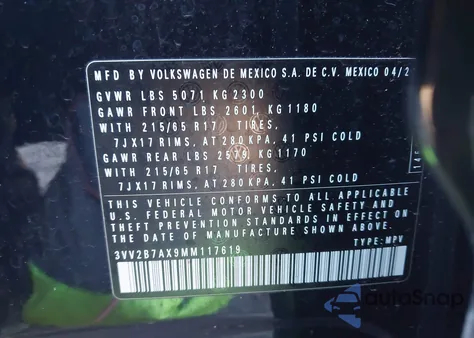 MFD BY VOLKSWAGEN DE MEXICO S.A. DE C.V. MEXICO 04/2
GVWR LBS 5071 KG 2300
GAWR FRONT LBS 2601 KG 1180
WITH 215/65 R17 TIRES,
7JX17 RIMS, AT 280 KPA, 41 PSI COLD
GAWR REAR LBS 2578 KG 1170
WITH 215/65 R17 TIRES,
7JX17 RIMS, AT 280 KPA, 41 PSI COLD
THIS VEHICLE CONFORMS TO ALL APPLICABLE
U.S. FEDERAL MOTOR VEHICLE SAFETY AND
THEFT PREVENTION STANDARDS IN EFFECT ON
DATE OF MANUFACTURE SHOWN ABOVE.
3VV2B7AX9MM117619 TYPE: MPV
autoSnap